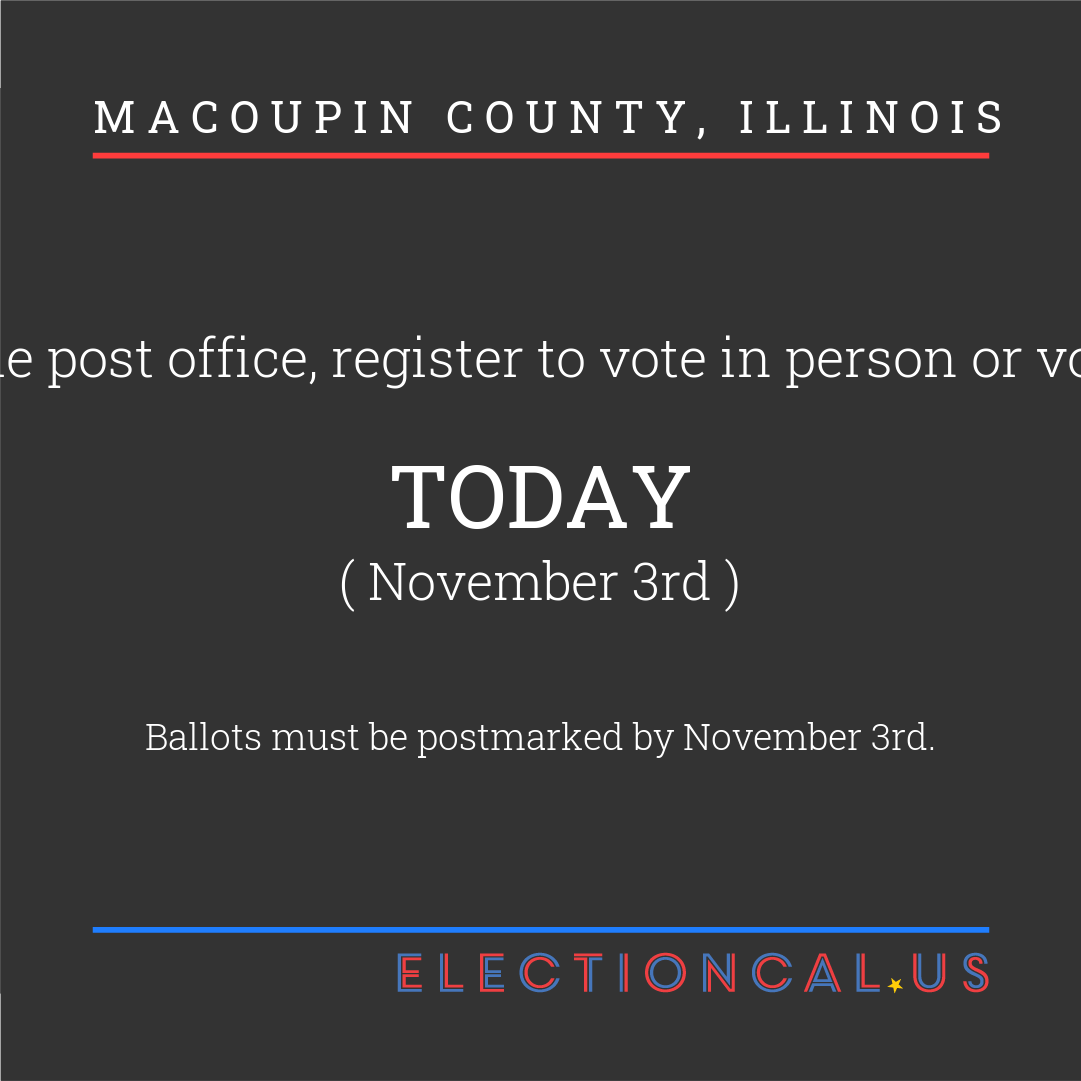 MACOUPIN COUNTY, ILLINOIS
post office, register to vote in person or
TODAY
( November 3rd )
Ballots must be postmarked by November 3rd.
ELECTIONCAL.US